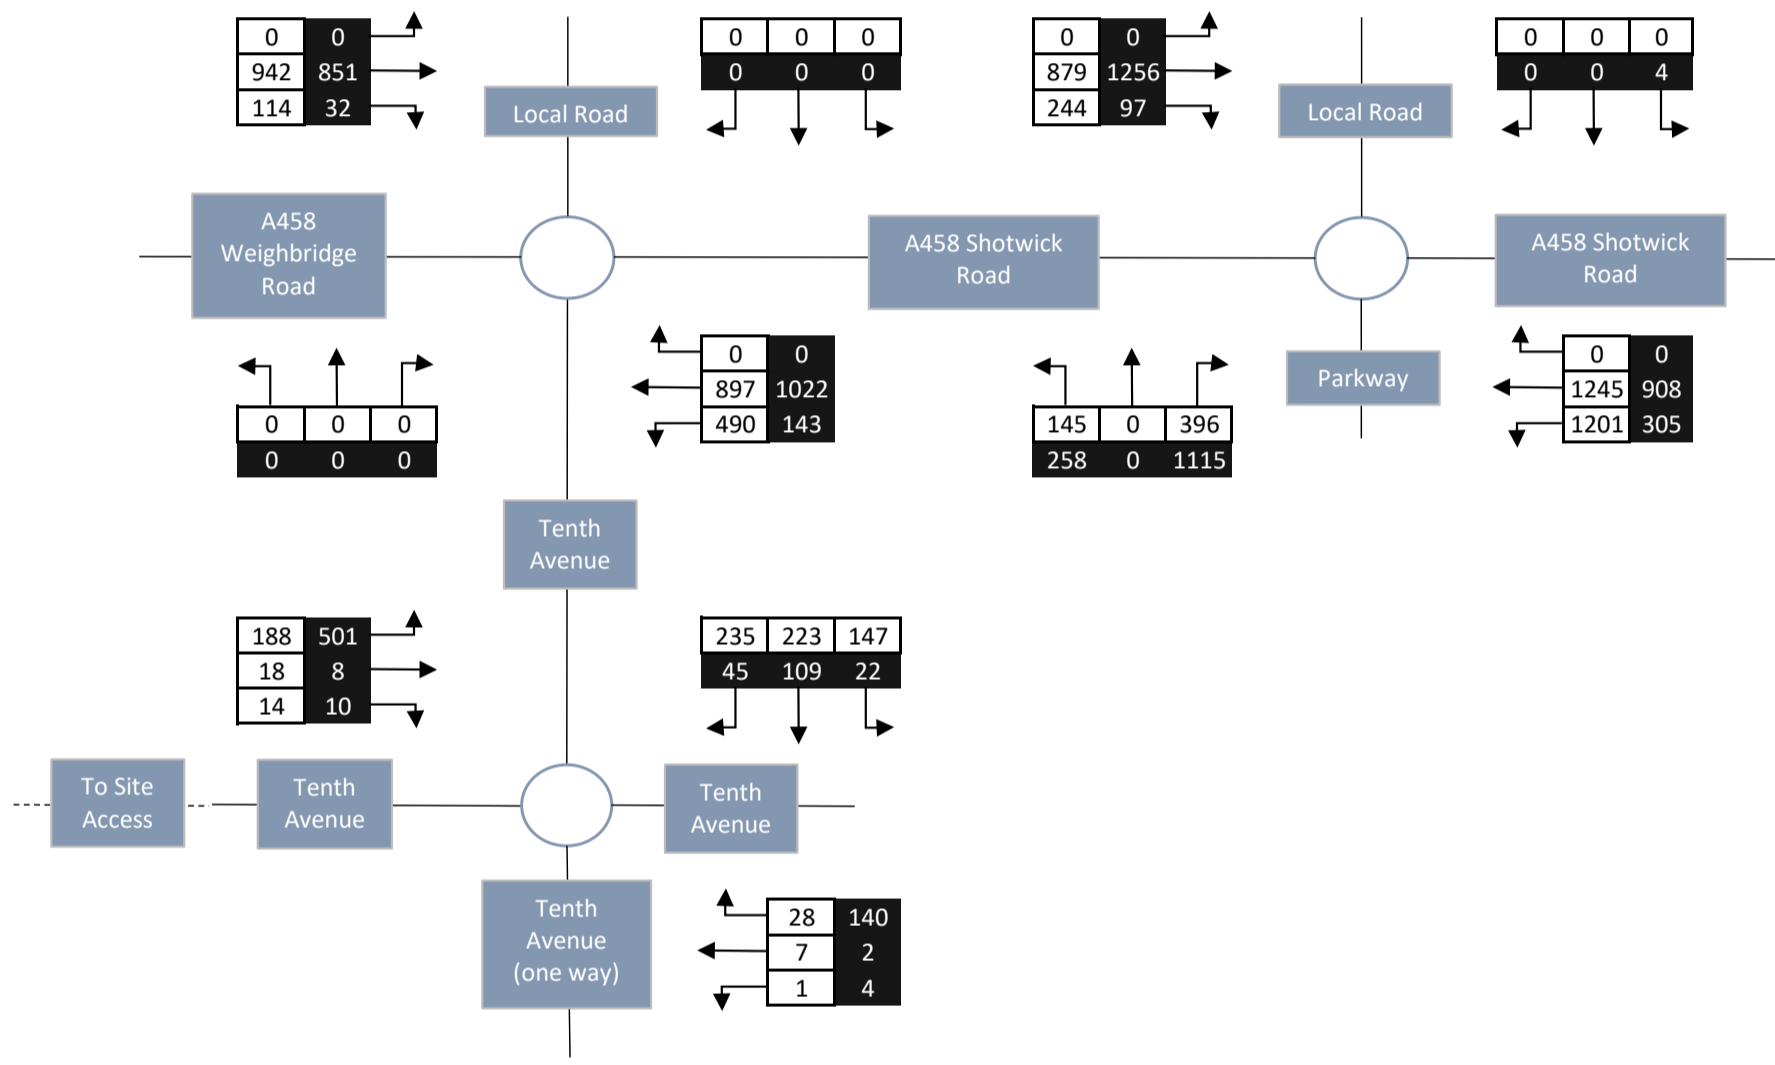 0 0
942 851
114 32
Local Road
0 0 0
0 0 0
0 0
879 1256
244 97
Local Road
0 0 0
0 0 4
A458
Weighbridge
Road
A458 Shotwick
Road
A458 Shotwick
Road
0 0 0
0 0 0
0 0
897 1022
490 143
145 0 396
258 0 1115
Parkway
0 0
1245 908
1201 305
Tenth
Avenue
188 501
18 8
14 10
235 223 147
45 109 22
To Site
Access
Tenth
Avenue
Tenth
Avenue
Tenth
Avenue
(one way)
28 140
7 2
1 4